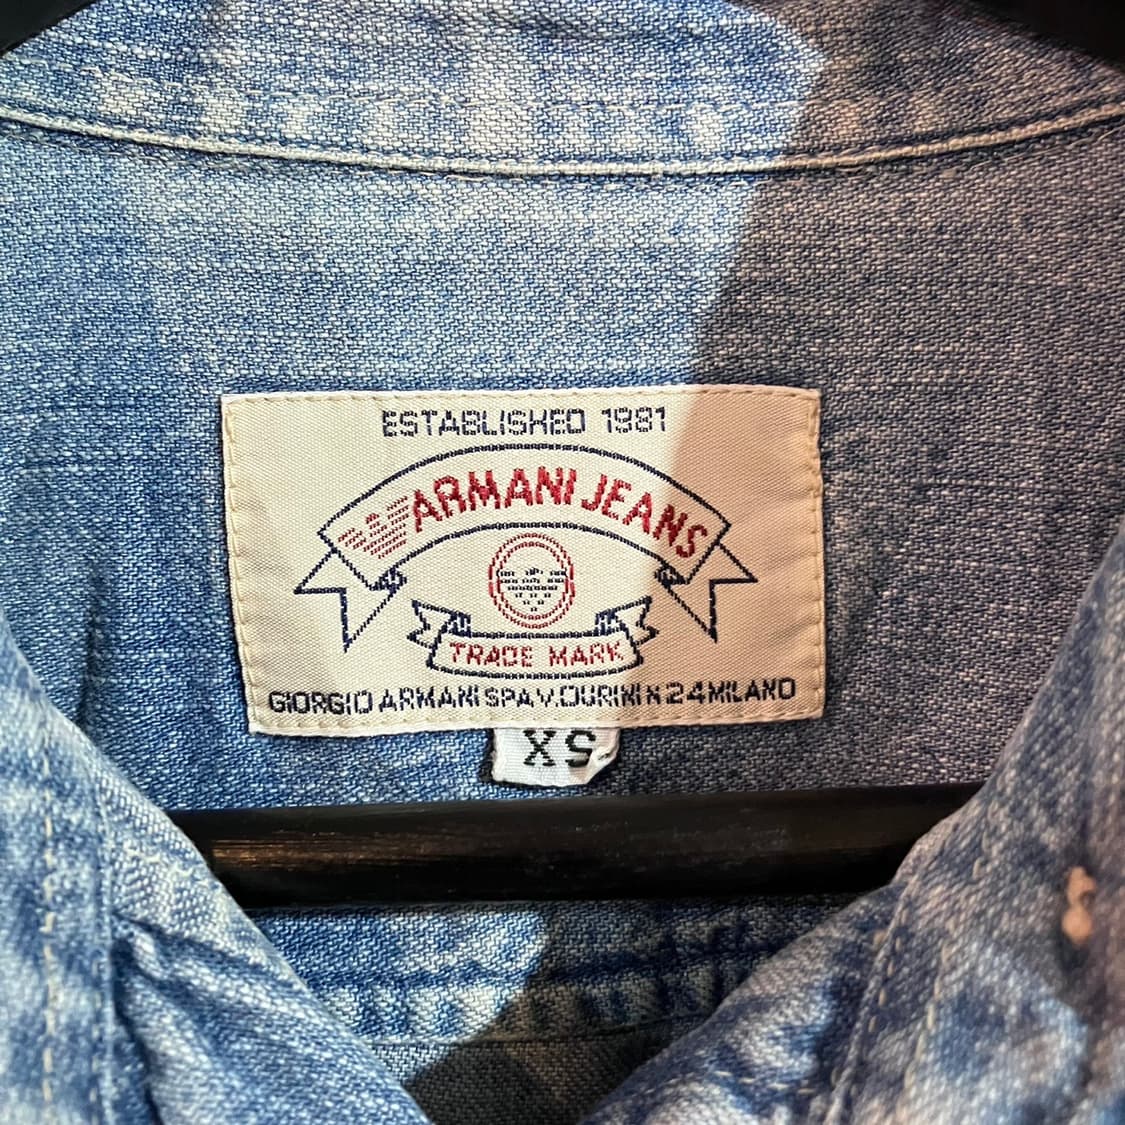 ESTABLISHED 1981
ARMANI JEANS
TRADE MARK
GIORGIO ARMANI SPA V. DURINI N 24 MILANO
XS